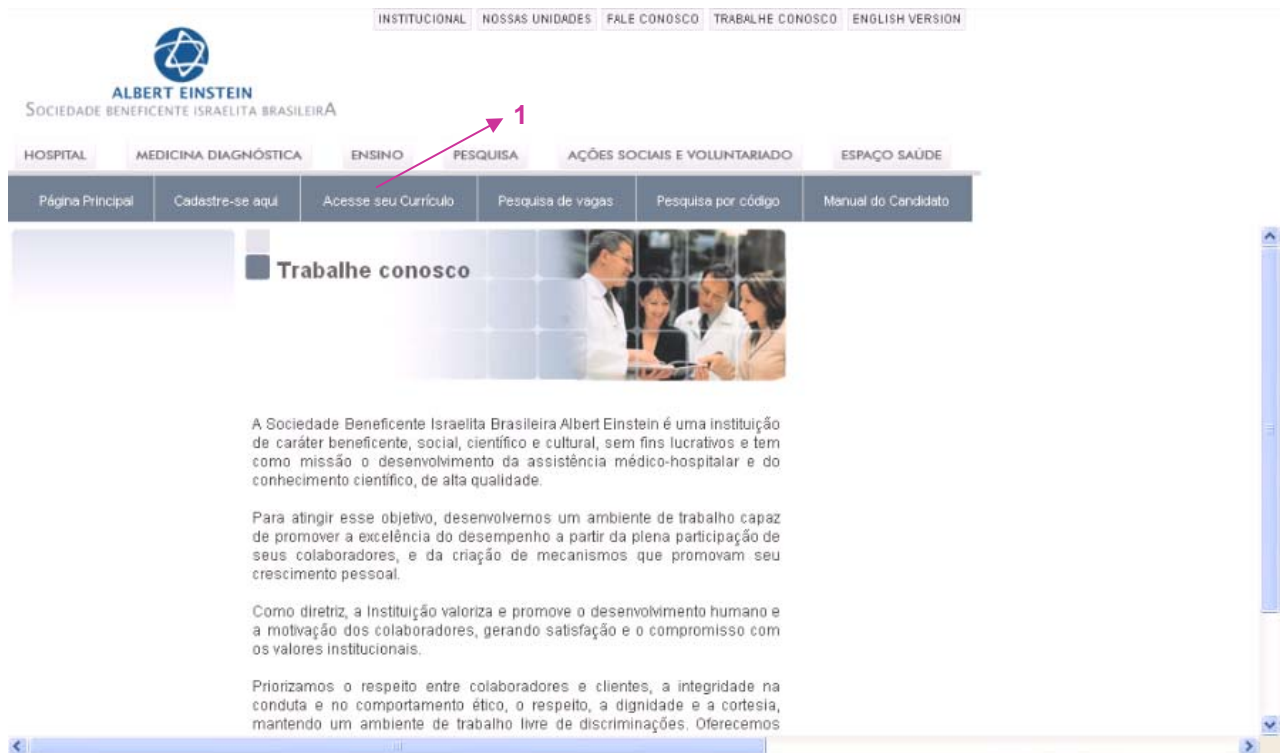 INSTITUCIONAL NOSSAS UNIDADES FALE CONOSCO TRABALHE CONOSCO ENGLISH VERSION
ALBERT EINSTEIN
SOCIEDADE BENEFICENTE ISRAELITA BRASILEIRA
1
HOSPITAL MEDICINA DIAGNÓSTICA ENSINO PESQUISA AÇÕES SOCIAIS E VOLUNTARIADO ESPAÇO SAÚDE
Página Principal Cadastre-se aqui Acesse seu Currículo Pesquisa de vagas Pesquisa por código Manual do Candidato
Trabalhe conosco
A Sociedade Beneficente Israelita Brasileira Albert Einstein é uma instituição
de caráter beneficente, social, científico e cultural, sem fins lucrativos e tem
como missão o desenvolvimento da assistência médico-hospitalar e do
conhecimento científico, de alta qualidade.
Para atingir esse objetivo, desenvolvemos um ambiente de trabalho capaz
de promover a excelência do desempenho a partir da plena participação de
seus colaboradores, e da criação de mecanismos que promovam seu
crescimento pessoal.
Como diretriz, a Instituição valoriza e promove o desenvolvimento humano e
a motivação dos colaboradores, gerando satisfação e o compromisso com
os valores institucionais.
Priorizamos o respeito entre colaboradores e clientes, a integridade na
conduta e no comportamento ético, o respeito, a dignidade e a cortesia,
mantendo um ambiente de trabalho livre de discriminações. Oferecemos